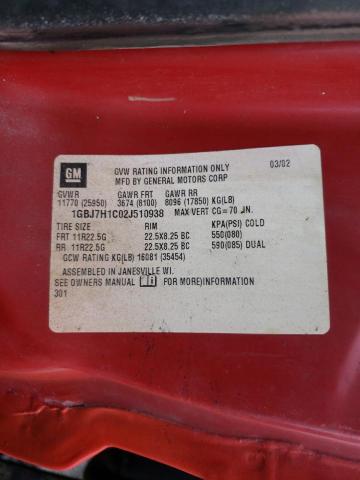 GM
GVW RATING INFORMATION ONLY 03/02
MFD BY GENERAL MOTORS CORP
GVWR GAWR FRT GAWR RR
11770 (25950) 3674 (8100) 8096 (17850) KG(LB)
1GBJ7H1C02J510938 MAX VERT CG= 70 IN.
TIRE SIZE RIM KPA(PSI) COLD
FRT 11R22.5G 22.5X8.25 BC 550(080)
RR 11R22.5G 22.5X8.25 BC 590(085) DUAL
GCW RATING KG(LB) 16081 (35454)
ASSEMBLED IN JANESVILLE WI.
SEE OWNERS MANUAL FOR MORE INFORMATION
301